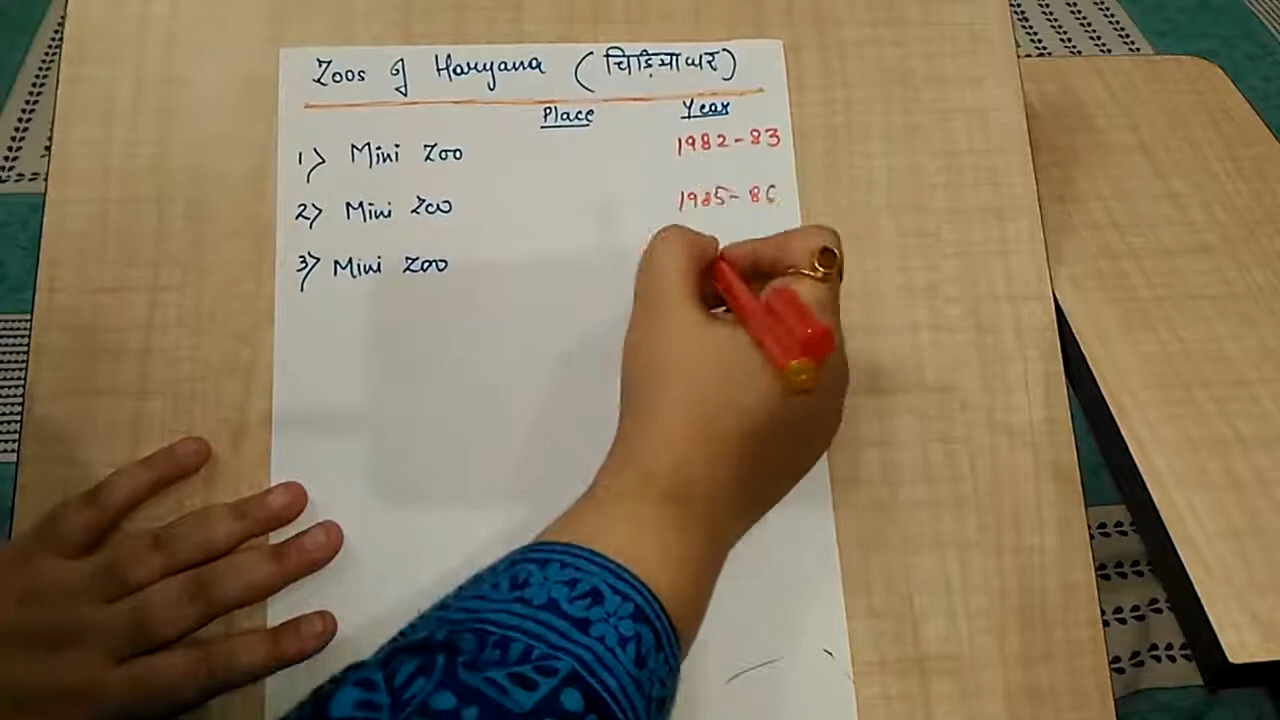 Zoos of Haryana (चिड़ियाघर)
Place Year
1) Mini Zoo 1982-83
2) Mini Zoo 1985-86
3) Mini Zoo